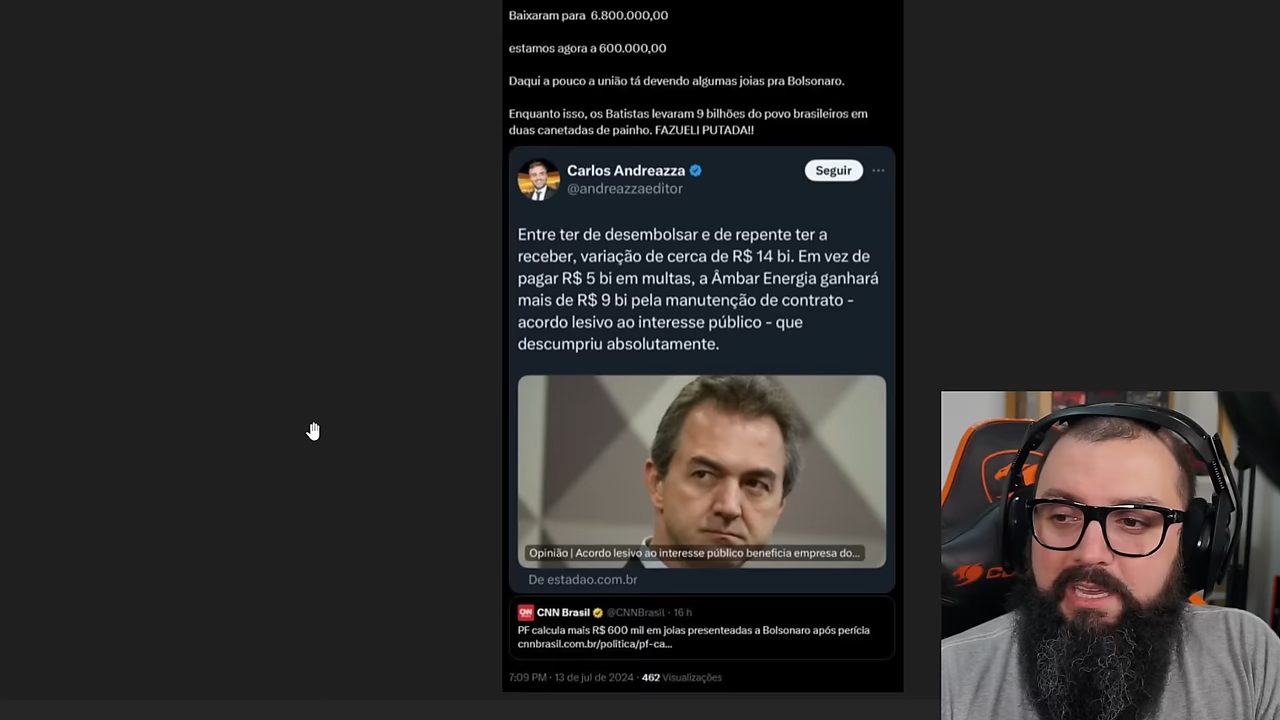 Baixaram para 6.800.000,00
estamos agora a 600.000,00
Daqui a pouco a união tá devendo algumas joias pra Bolsonaro.
Enquanto isso, os Batistas levaram 9 bilhões do povo brasileiros em
duas canetadas de painho. FAZUELI PUTADA!!
Carlos Andreazza
@andreazzaeditor
Seguir
Entre ter de desembolsar e de repente ter a
receber, variação de cerca de R$ 14 bi. Em vez de
pagar R$ 5 bi em multas, a Âmbar Energia ganhará
mais de R$ 9 bi pela manutenção de contrato -
acordo lesivo ao interesse público - que
descumpriu absolutamente.
Opinião | Acordo lesivo ao interesse público beneficia empresa do...
De estadao.com.br
CNN Brasil @CNNBrasil · 16 h
PF calcula mais R$ 600 mil em joias presenteadas a Bolsonaro após perícia
cnnbrasil.com.br/politica/pf-ca...
7:09 PM · 13 de jul de 2024 · 462 Visualizações